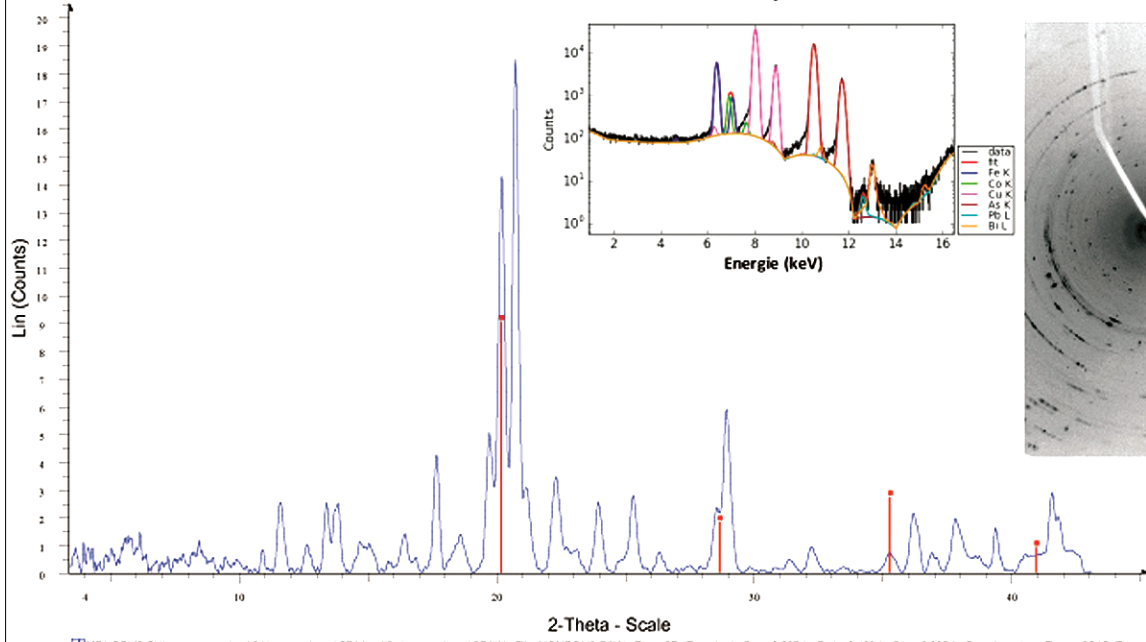 20
19
18
17
16
15
14
13
12
11
10
9
8
7
6
5
4
3
2
1
0
Lin (Counts)
4 10 20 30 40
2-Theta - Scale
10⁴
10³
10²
10¹
10⁰
Counts
2 4 6 8 10 12 14 16
Energie (keV)
data
fit
Fe K
Co K
Cu K
As K
Pb L
Bi L